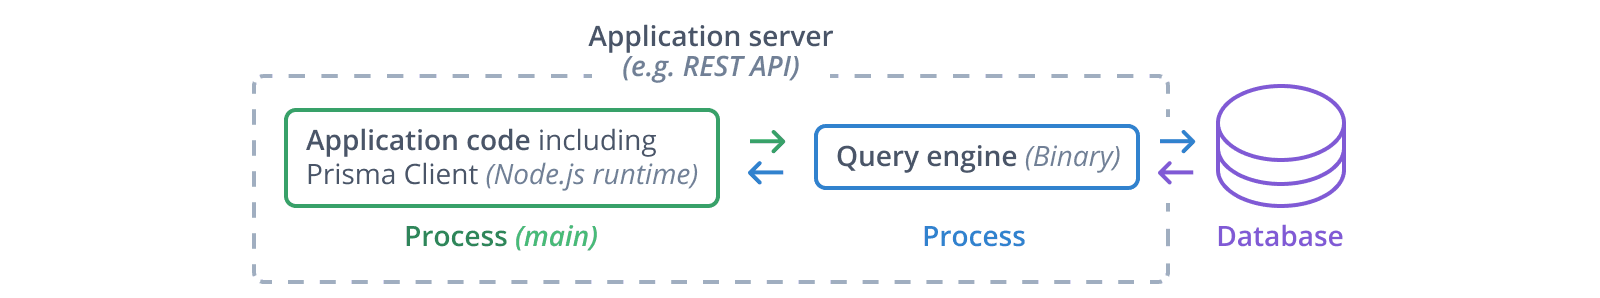 Application server
(e.g. REST API)
Application code including
Prisma Client (Node.js runtime)
Query engine (Binary)
Process (main)
Process
Database